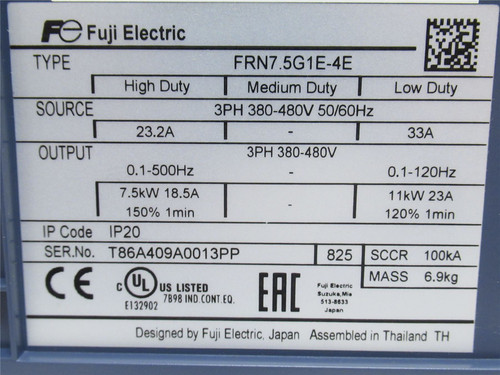 Fe Fuji Electric
TYPE FRN7.5G1E-4E
High Duty Medium Duty Low Duty
SOURCE 3PH 380-480V 50/60Hz
23.2A - 33A
OUTPUT 3PH 380-480V
0.1-500Hz - 0.1-120Hz
7.5kW 18.5A - 11kW 23A
150% 1min 120% 1min
IP Code IP20
SER.No. T86A409A0013PP 825 SCCR 100kA
MASS 6.9kg
CE C UL US LISTED EAC
7B98 IND.CONT.EQ.
E132902
Fuji Electric
Suzuka,Mie
513-8633
Japan
Designed by Fuji Electric, Japan Assembled in Thailand TH